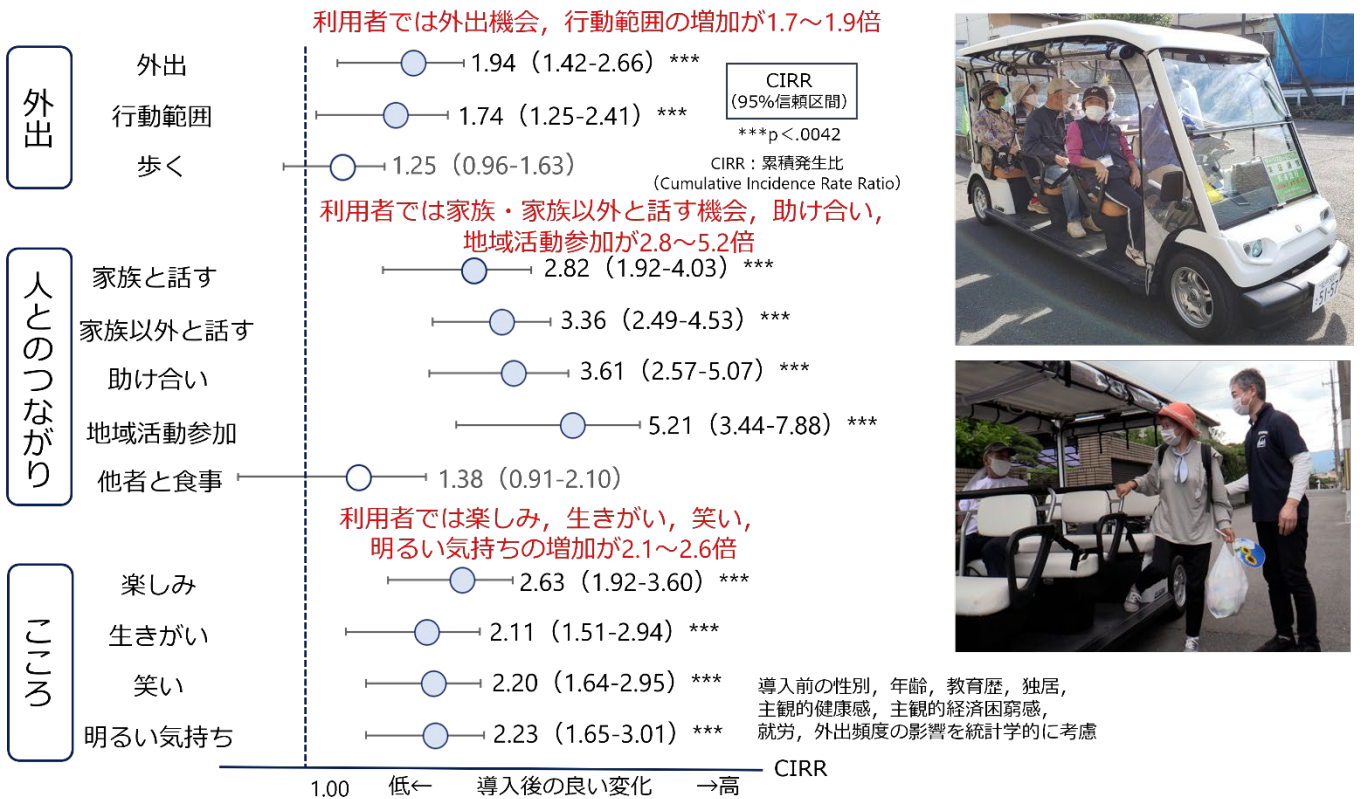 利用者では外出機会，行動範囲の増加が1.7～1.9倍
外出
外出
1.94（1.42-2.66）***
行動範囲
1.74（1.25-2.41）***
歩く
1.25（0.96-1.63）
CIRR
（95%信頼区間）
***p<.0042
CIRR：累積発生比
（Cumulative Incidence Rate Ratio）
利用者では家族・家族以外と話す機会，助け合い，
地域活動参加が2.8～5.2倍
人とのつながり
家族と話す
2.82（1.92-4.03）***
家族以外と話す
3.36（2.49-4.53）***
助け合い
3.61（2.57-5.07）***
地域活動参加
5.21（3.44-7.88）***
他者と食事
1.38（0.91-2.10）
利用者では楽しみ，生きがい，笑い，
明るい気持ちの増加が2.1～2.6倍
こころ
楽しみ
2.63（1.92-3.60）***
生きがい
2.11（1.51-2.94）***
笑い
2.20（1.64-2.95）***
明るい気持ち
2.23（1.65-3.01）***
導入前の性別，年齢，教育歴，独居，
主観的健康感，主観的経済困窮感，
就労，外出頻度の影響を統計学的に考慮
CIRR
1.00 低← 導入後の良い変化 →高
51-57